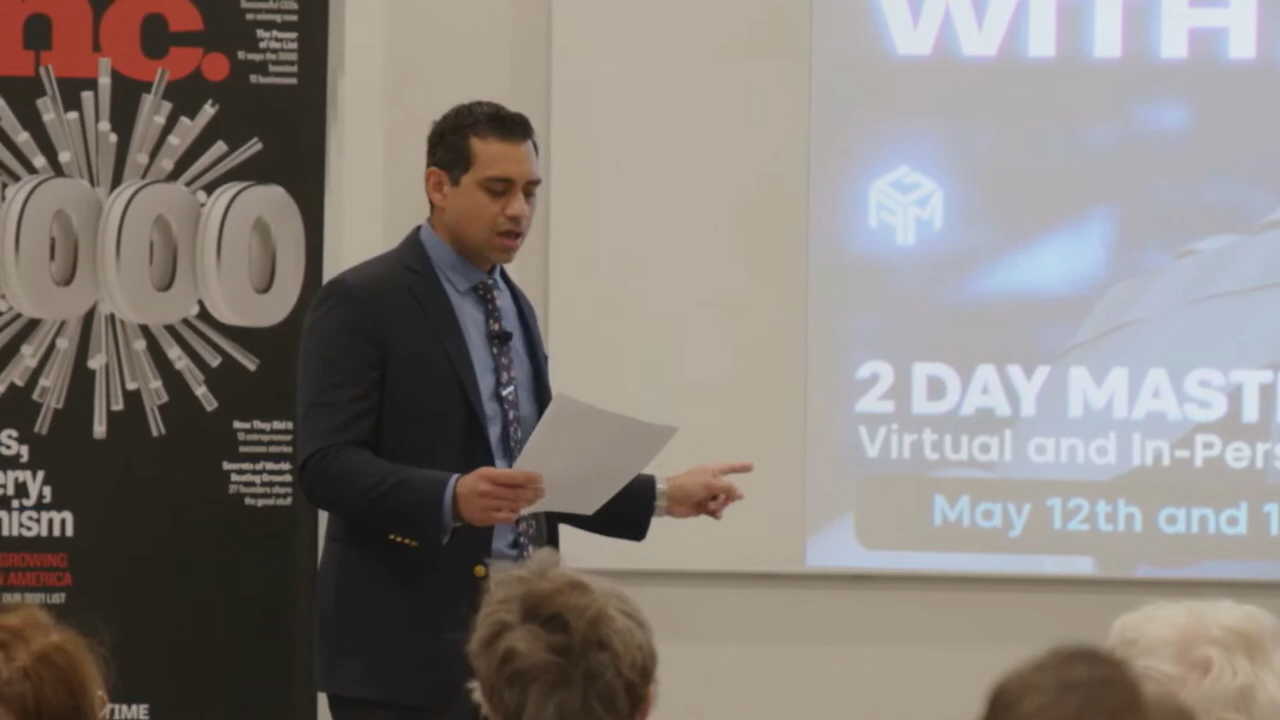 nc.
Successful CEOs
on winning now
The Power
of the List
10 ways the 5000
boosted
10 businesses
000
How They Did It
13 entrepreneur
success stories
Secrets of World-
Beating Growth
27 founders share
the good stuff
s,
ery,
nism
GROWING
N AMERICA
OUR 2021 LIST
TIME
WITH
GAM
2 DAY MAST
Virtual and In-Pers
May 12th and 1